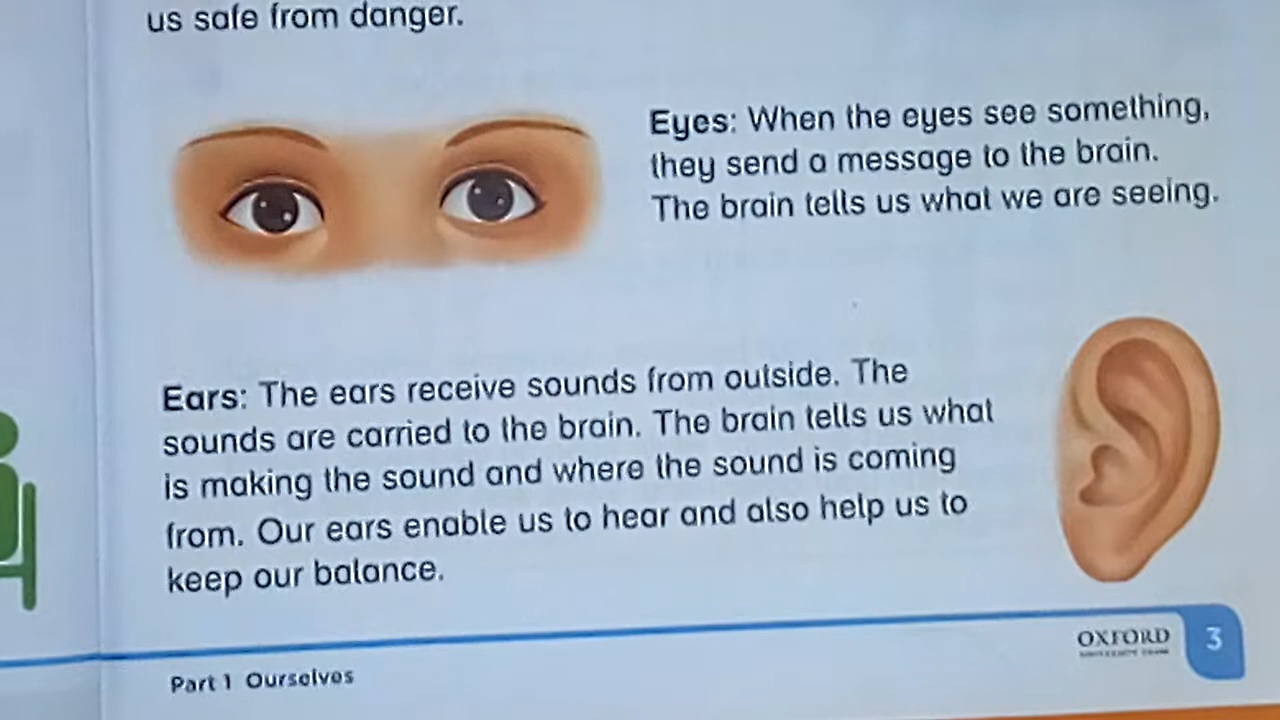 us safe from danger.
Eyes: When the eyes see something,
they send a message to the brain.
The brain tells us what we are seeing.
Ears: The ears receive sounds from outside. The
sounds are carried to the brain. The brain tells us what
is making the sound and where the sound is coming
from. Our ears enable us to hear and also help us to
keep our balance.
OXFORD
UNIVERSITY PRESS
3
Part 1 Ourselves